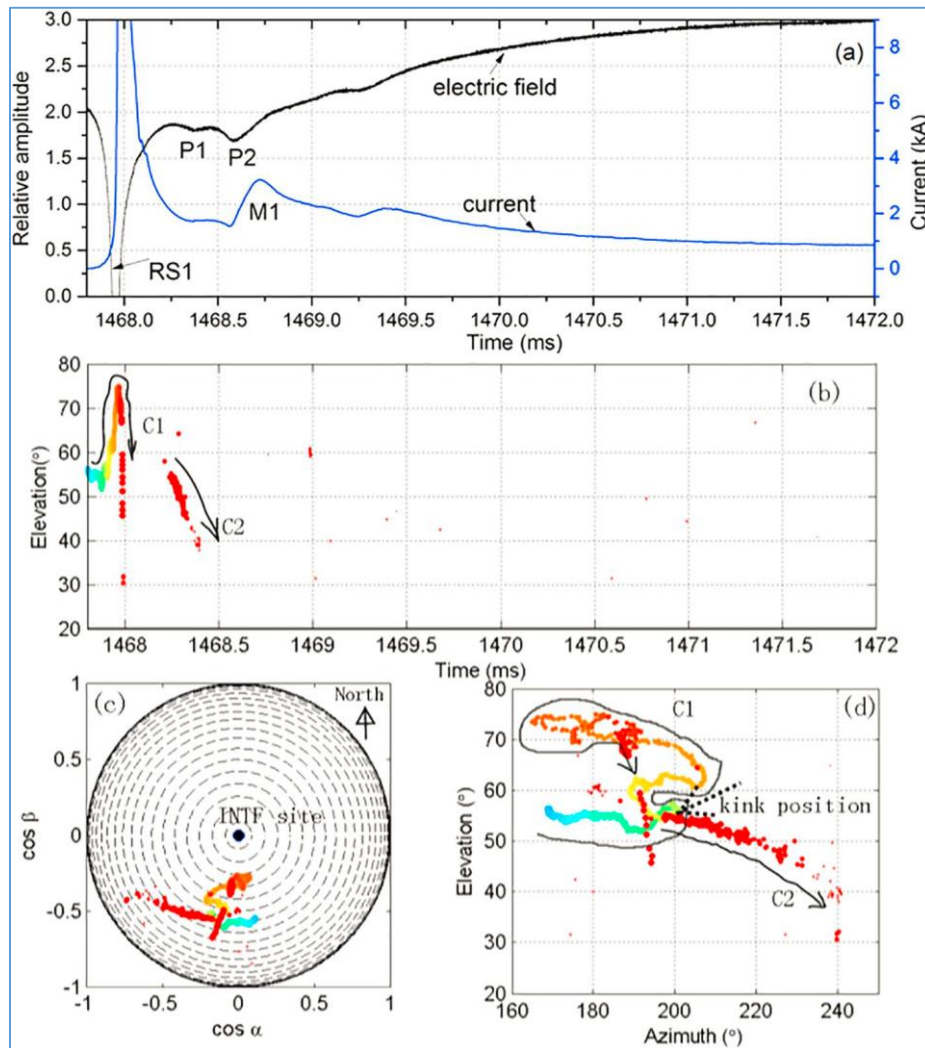 3.0
2.5
2.0
1.5
1.0
0.5
0.0
Relative amplitude
(a)
electric field
P1
P2
M1
current
RS1
8
6
4
2
0
Current (kA)
1468.0 1468.5 1469.0 1469.5 1470.0 1470.5 1471.0 1471.5 1472.0
Time (ms)
80
70
60
50
40
30
20
Elevation(°)
(b)
C1
C2
1468 1468.5 1469 1469.5 1470 1470.5 1471 1471.5 1472
Time (ms)
1
0.5
0
-0.5
-1
cos β
(c)
North
INTF site
-1 -0.5 0 0.5 1
cos α
80
70
60
50
40
30
20
Elevation (°)
(d)
C1
kink position
C2
160 180 200 220 240
Azimuth (°)